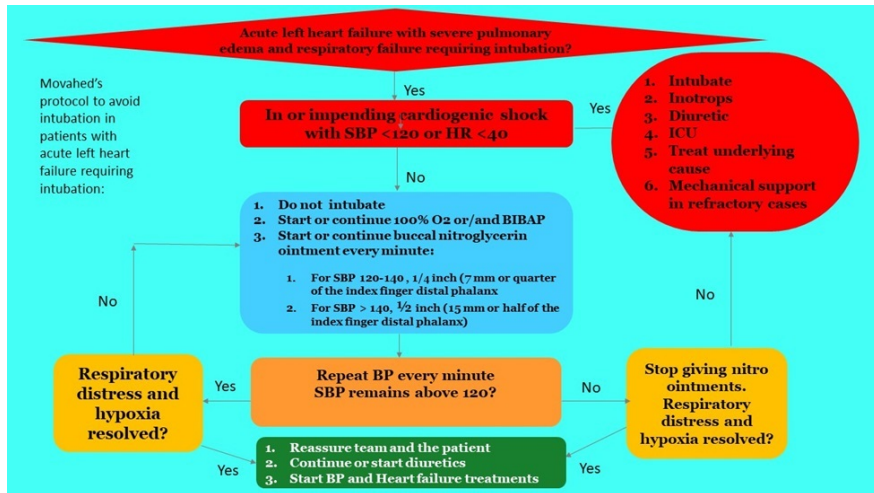 Acute left heart failure with severe pulmonary
edema and respiratory failure requiring intubation?
Movahed's
protocol to avoid
intubation in
patients with
acute left heart
failure requiring
intubation:
Yes
In or impending cardiogenic shock
with SBP <120 or HR <40
Yes
1. Intubate
2. Inotrops
3. Diuretic
4. ICU
5. Treat underlying
cause
6. Mechanical support
in refractory cases
No
1. Do not intubate
2. Start or continue 100% O2 or/and BIBAP
3. Start or continue buccal nitroglycerin
ointment every minute:
1. For SBP 120-140 , 1/4 inch (7 mm or quarter
of the index finger distal phalanx
2. For SBP > 140, ½ inch (15 mm or half of the
index finger distal phalanx)
No
No
Respiratory
distress and
hypoxia
resolved?
Yes
Repeat BP every minute
SBP remains above 120?
No
Stop giving nitro
ointments.
Respiratory
distress and
hypoxia resolved?
Yes
1. Reassure team and the patient
2. Continue or start diuretics
3. Start BP and Heart failure treatments
Yes